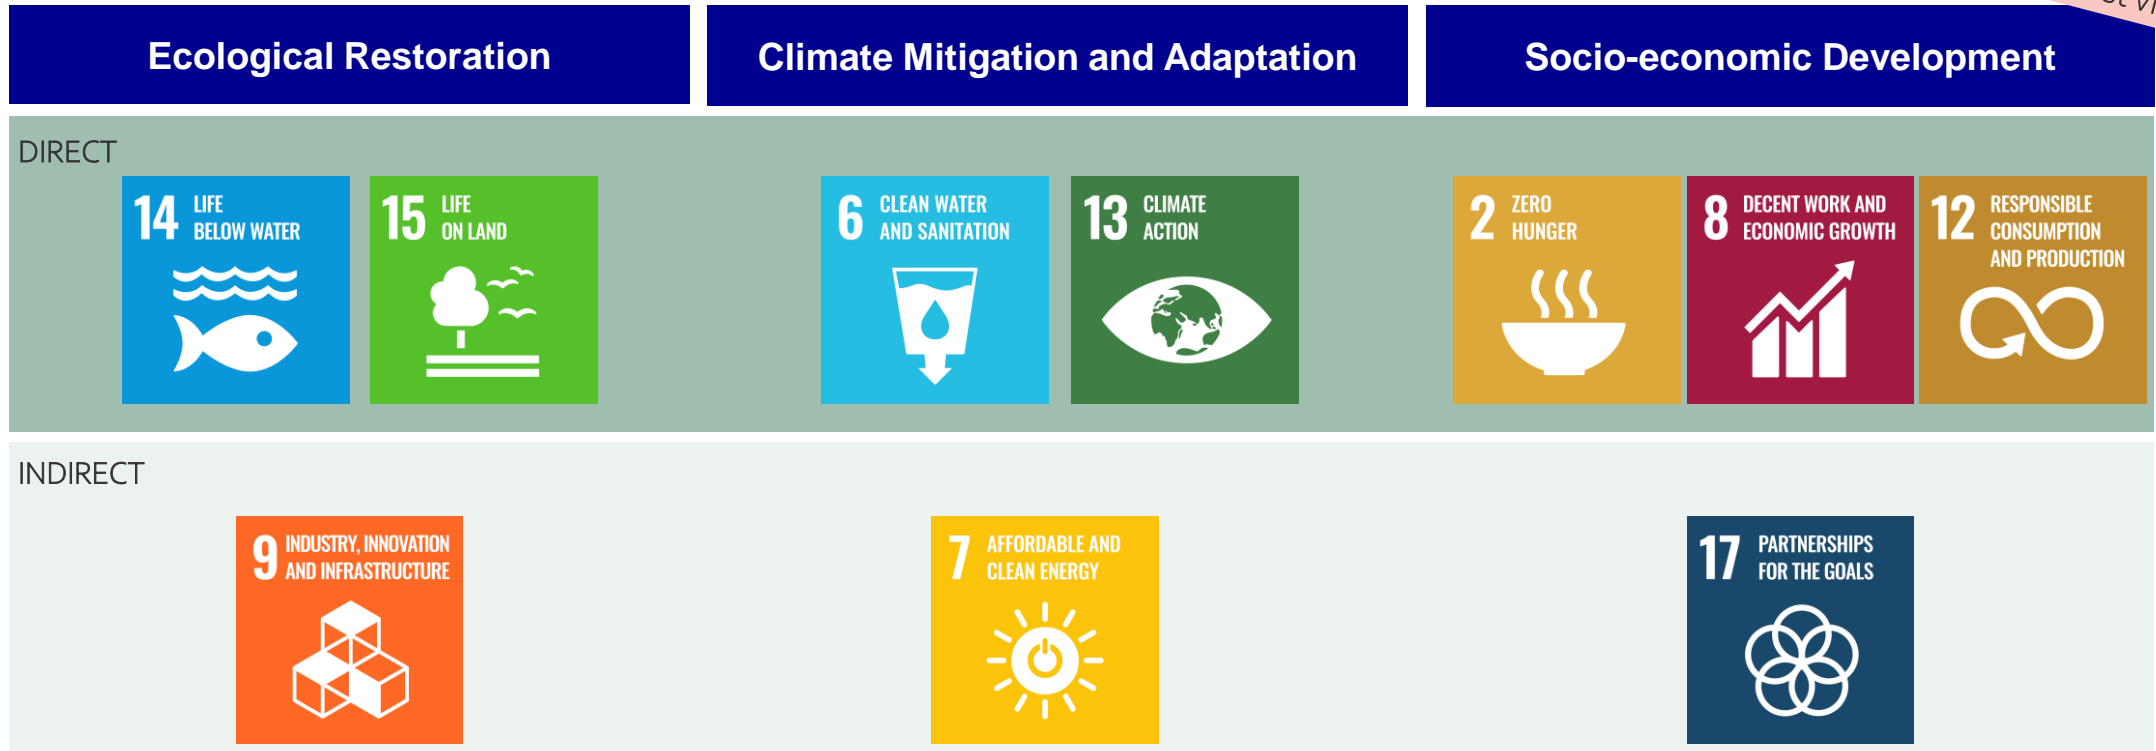 Ecological Restoration
Climate Mitigation and Adaptation
Socio-economic Development
DIRECT
14 LIFE
BELOW WATER
15 LIFE
ON LAND
6 CLEAN WATER
AND SANITATION
13 CLIMATE
ACTION
2 ZERO
HUNGER
8 DECENT WORK AND
ECONOMIC GROWTH
12 RESPONSIBLE
CONSUMPTION
AND PRODUCTION
INDIRECT
9 INDUSTRY, INNOVATION
AND INFRASTRUCTURE
7 AFFORDABLE AND
CLEAN ENERGY
17 PARTNERSHIPS
FOR THE GOALS